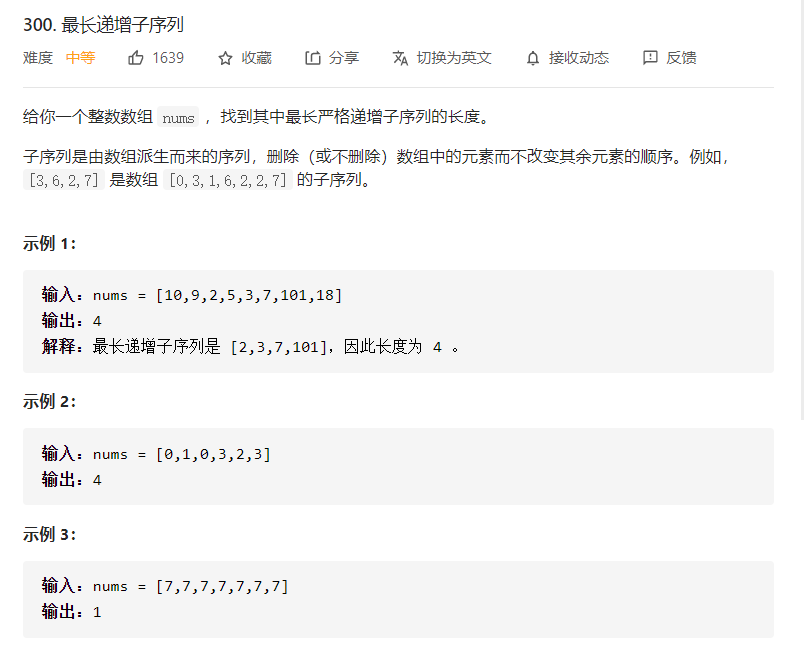 300. 最长递增子序列
难度 中等 1639 收藏 分享 切换为英文 接收动态 反馈
给你一个整数数组 nums ，找到其中最长严格递增子序列的长度。
子序列是由数组派生而来的序列，删除（或不删除）数组中的元素而不改变其余元素的顺序。例如，
[3,6,2,7] 是数组 [0,3,1,6,2,2,7] 的子序列。
示例 1：
输入：nums = [10,9,2,5,3,7,101,18]
输出：4
解释：最长递增子序列是 [2,3,7,101]，因此长度为 4 。
示例 2：
输入：nums = [0,1,0,3,2,3]
输出：4
示例 3：
输入：nums = [7,7,7,7,7,7,7]
输出：1